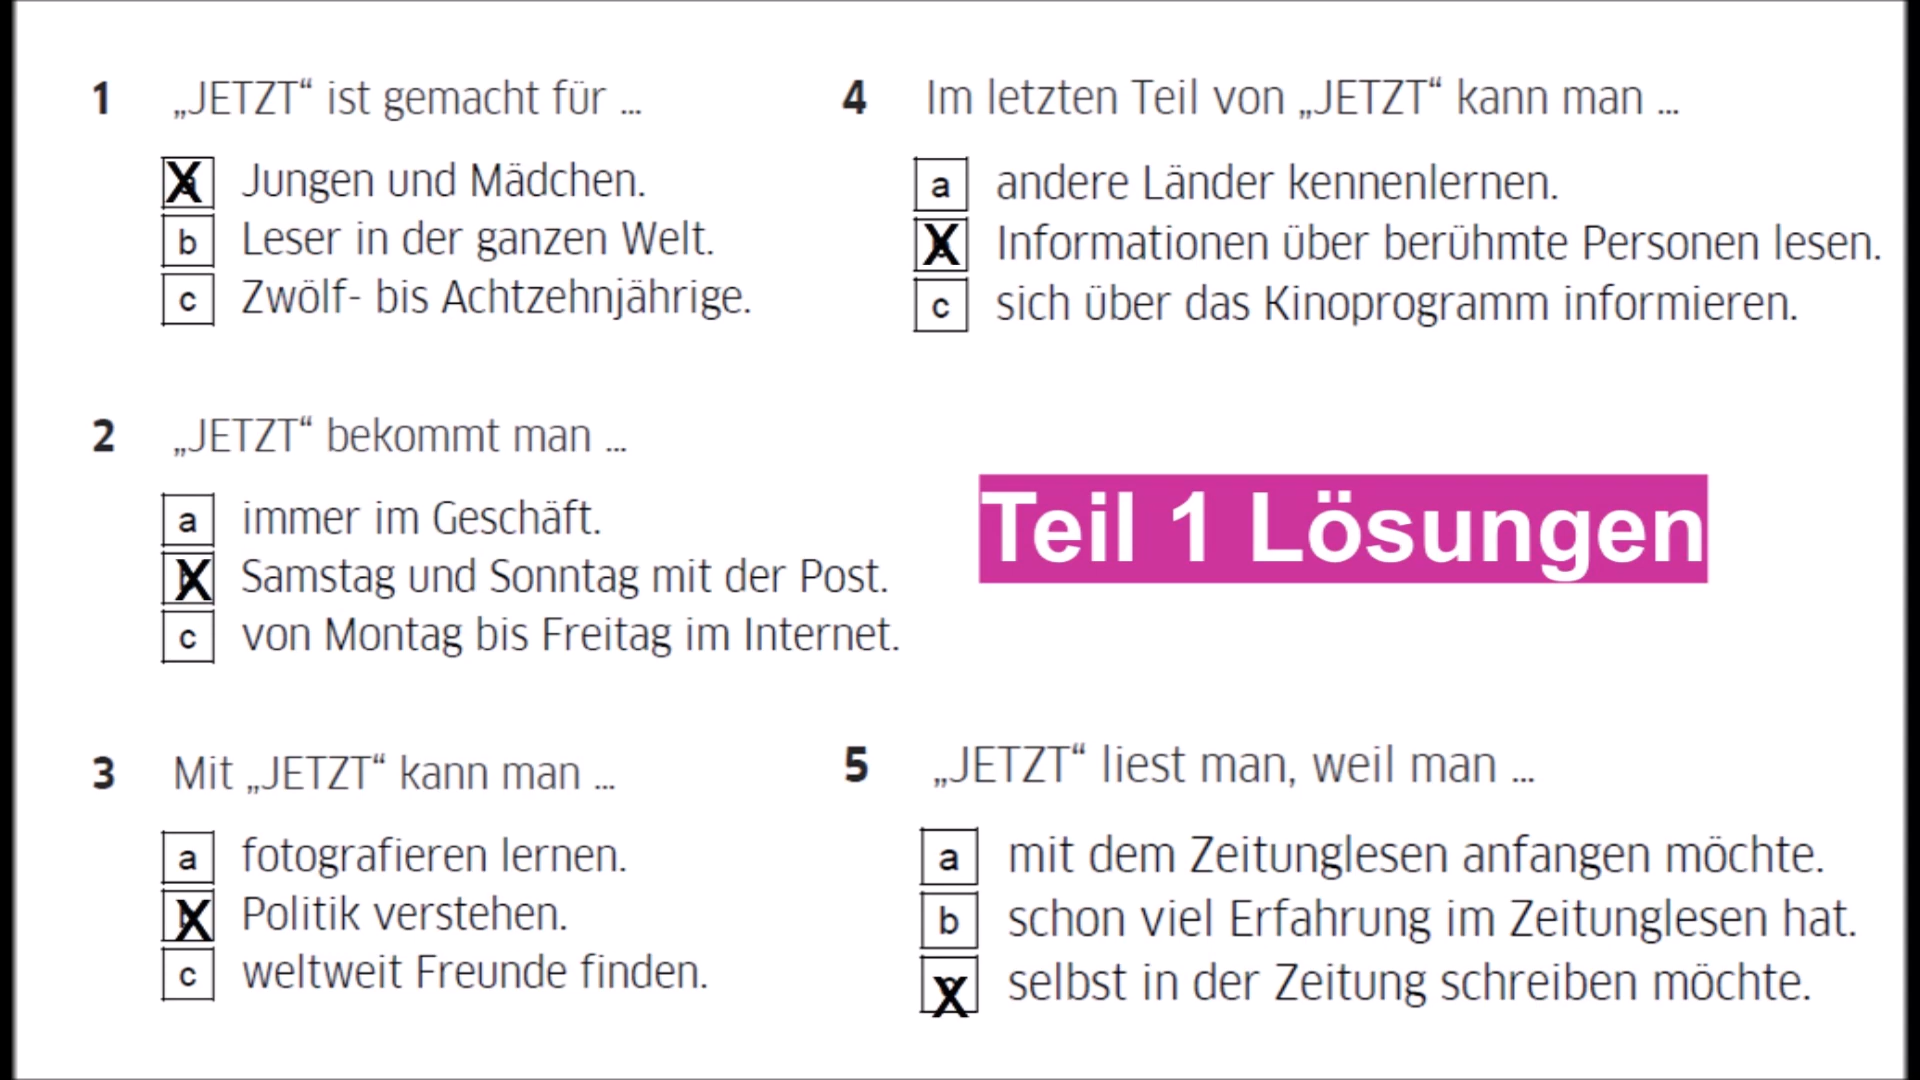 1 „JETZT“ ist gemacht für ...
X Jungen und Mädchen.
b Leser in der ganzen Welt.
c Zwölf- bis Achtzehnjährige.
2 „JETZT“ bekommt man ...
a immer im Geschäft.
X Samstag und Sonntag mit der Post.
c von Montag bis Freitag im Internet.
3 Mit „JETZT“ kann man ...
a fotografieren lernen.
X Politik verstehen.
c weltweit Freunde finden.
4 Im letzten Teil von „JETZT“ kann man ...
a andere Länder kennenlernen.
X Informationen über berühmte Personen lesen.
c sich über das Kinoprogramm informieren.
Teil 1 Lösungen
5 „JETZT“ liest man, weil man ...
a mit dem Zeitunglesen anfangen möchte.
b schon viel Erfahrung im Zeitunglesen hat.
X selbst in der Zeitung schreiben möchte.